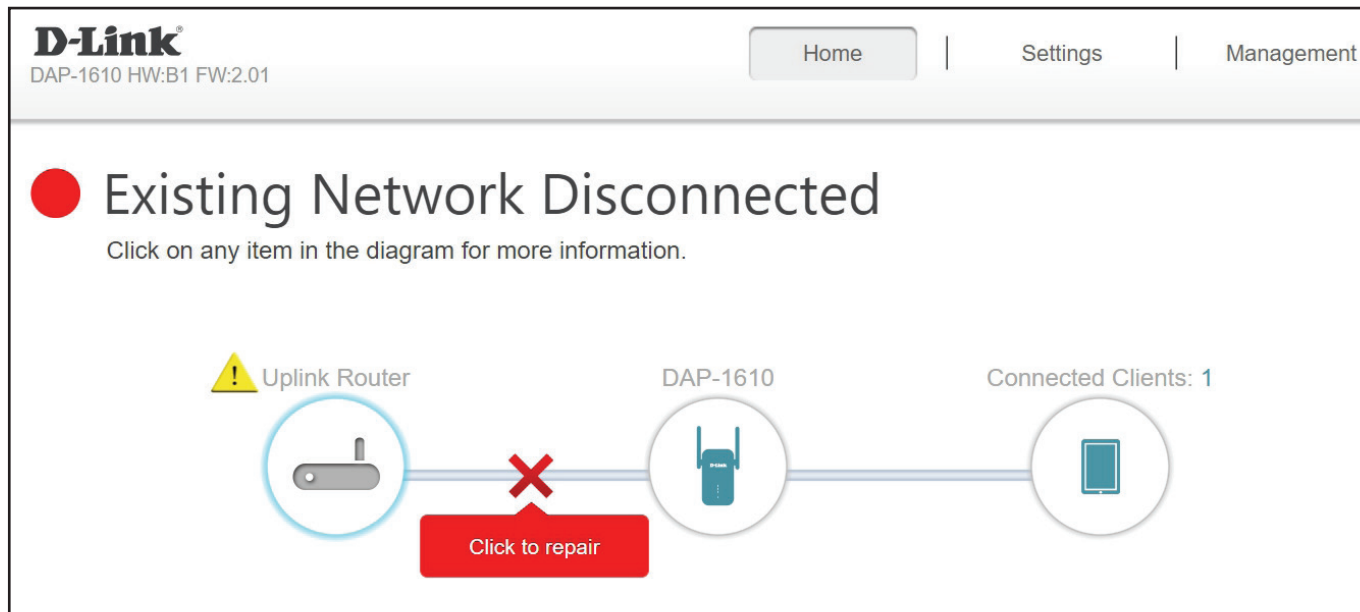 D-Link
DAP-1610 HW:B1 FW:2.01
Home | Settings | Management
Existing Network Disconnected
Click on any item in the diagram for more information.
! Uplink Router DAP-1610 Connected Clients: 1
D-Link
Click to repair